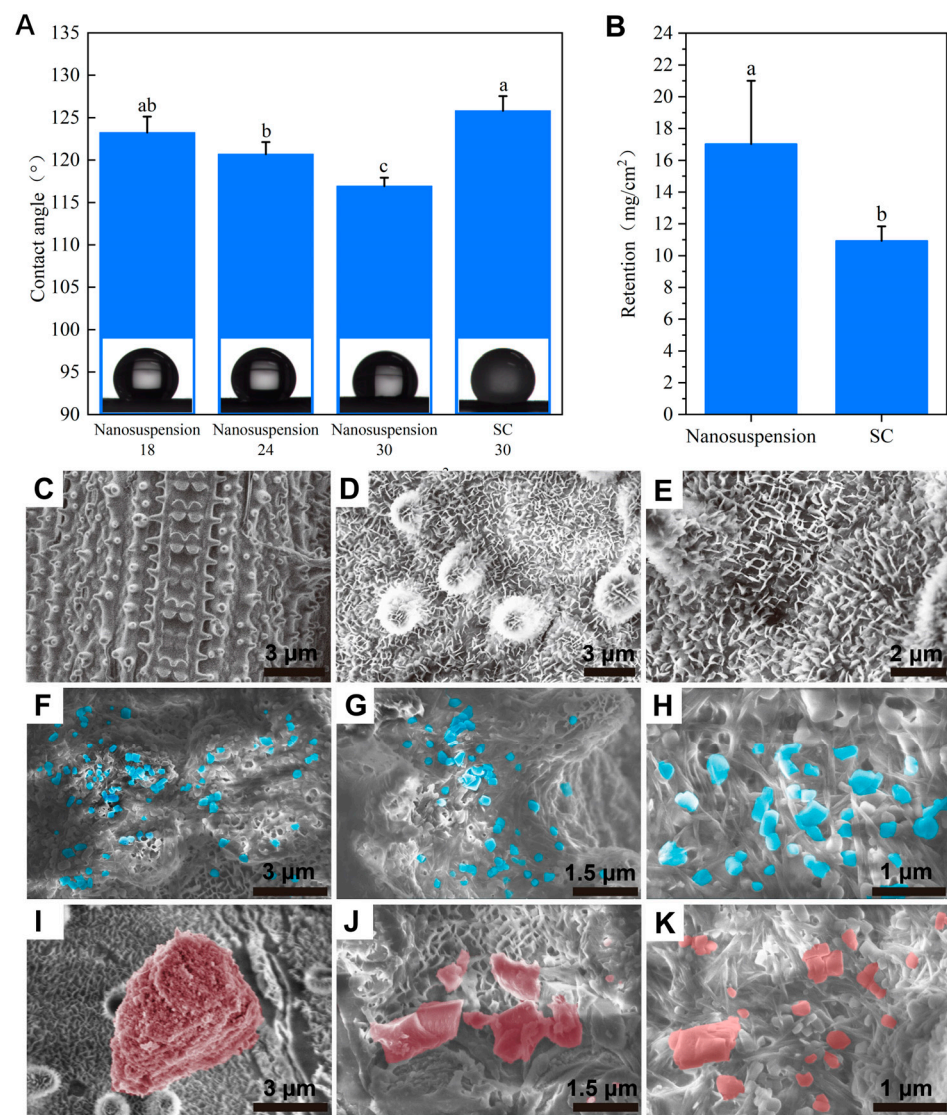 A
135
130
125
120
115
110
105
100
95
90
Contact angle (°)
ab
b
c
a
Nanosuspension
18
Nanosuspension
24
Nanosuspension
30
SC
30
B
24
22
20
18
16
14
12
10
8
6
4
2
0
Retention (mg/cm²)
a
b
Nanosuspension
SC
C
3 μm
D
3 μm
E
2 μm
F
3 μm
G
1.5 μm
H
1 μm
I
3 μm
J
1.5 μm
K
1 μm